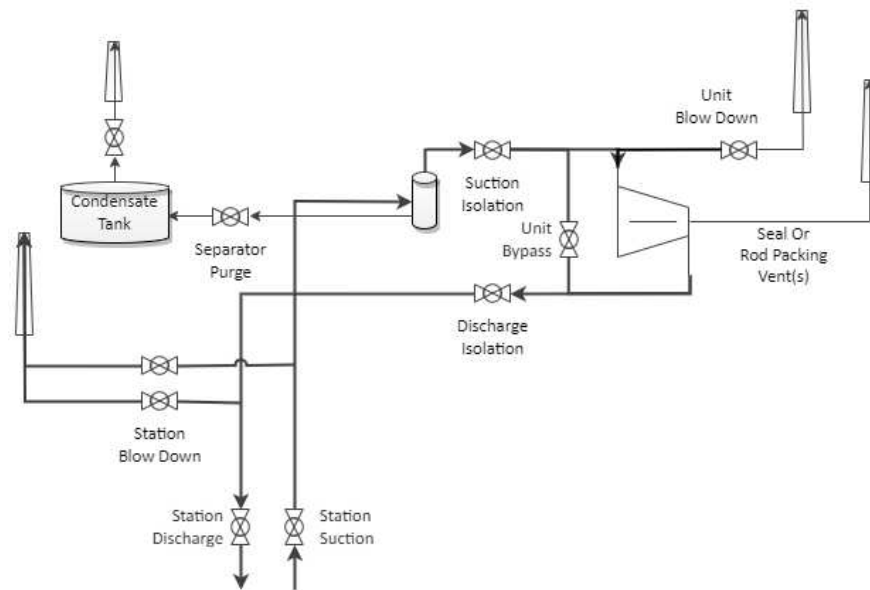 Unit
Blow Down
Condensate
Tank
Suction
Isolation
Separator
Purge
Unit
Bypass
Seal Or
Rod Packing
Vent(s)
Discharge
Isolation
Station
Blow Down
Station
Discharge
Station
Suction